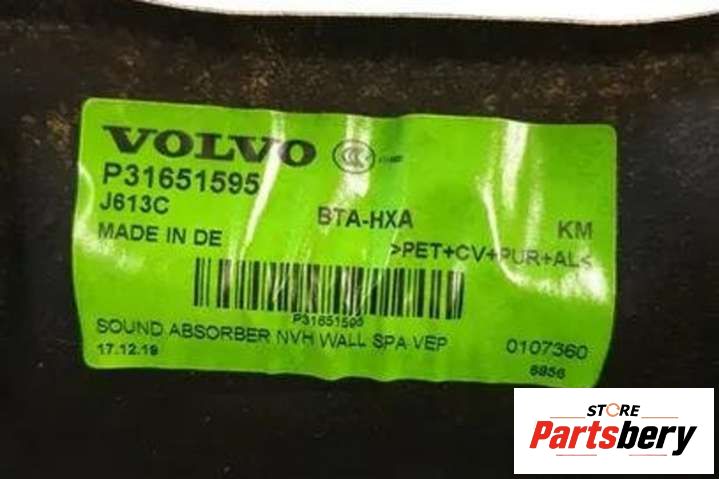 VOLVO
P31651595
J613C
BTA-HXA
KM
MADE IN DE
>PET+CV+PUR+AL<
P31651595
SOUND ABSORBER NVH WALL SPA VEP
0107360
17.12.19
6956
STORE
Partsbery